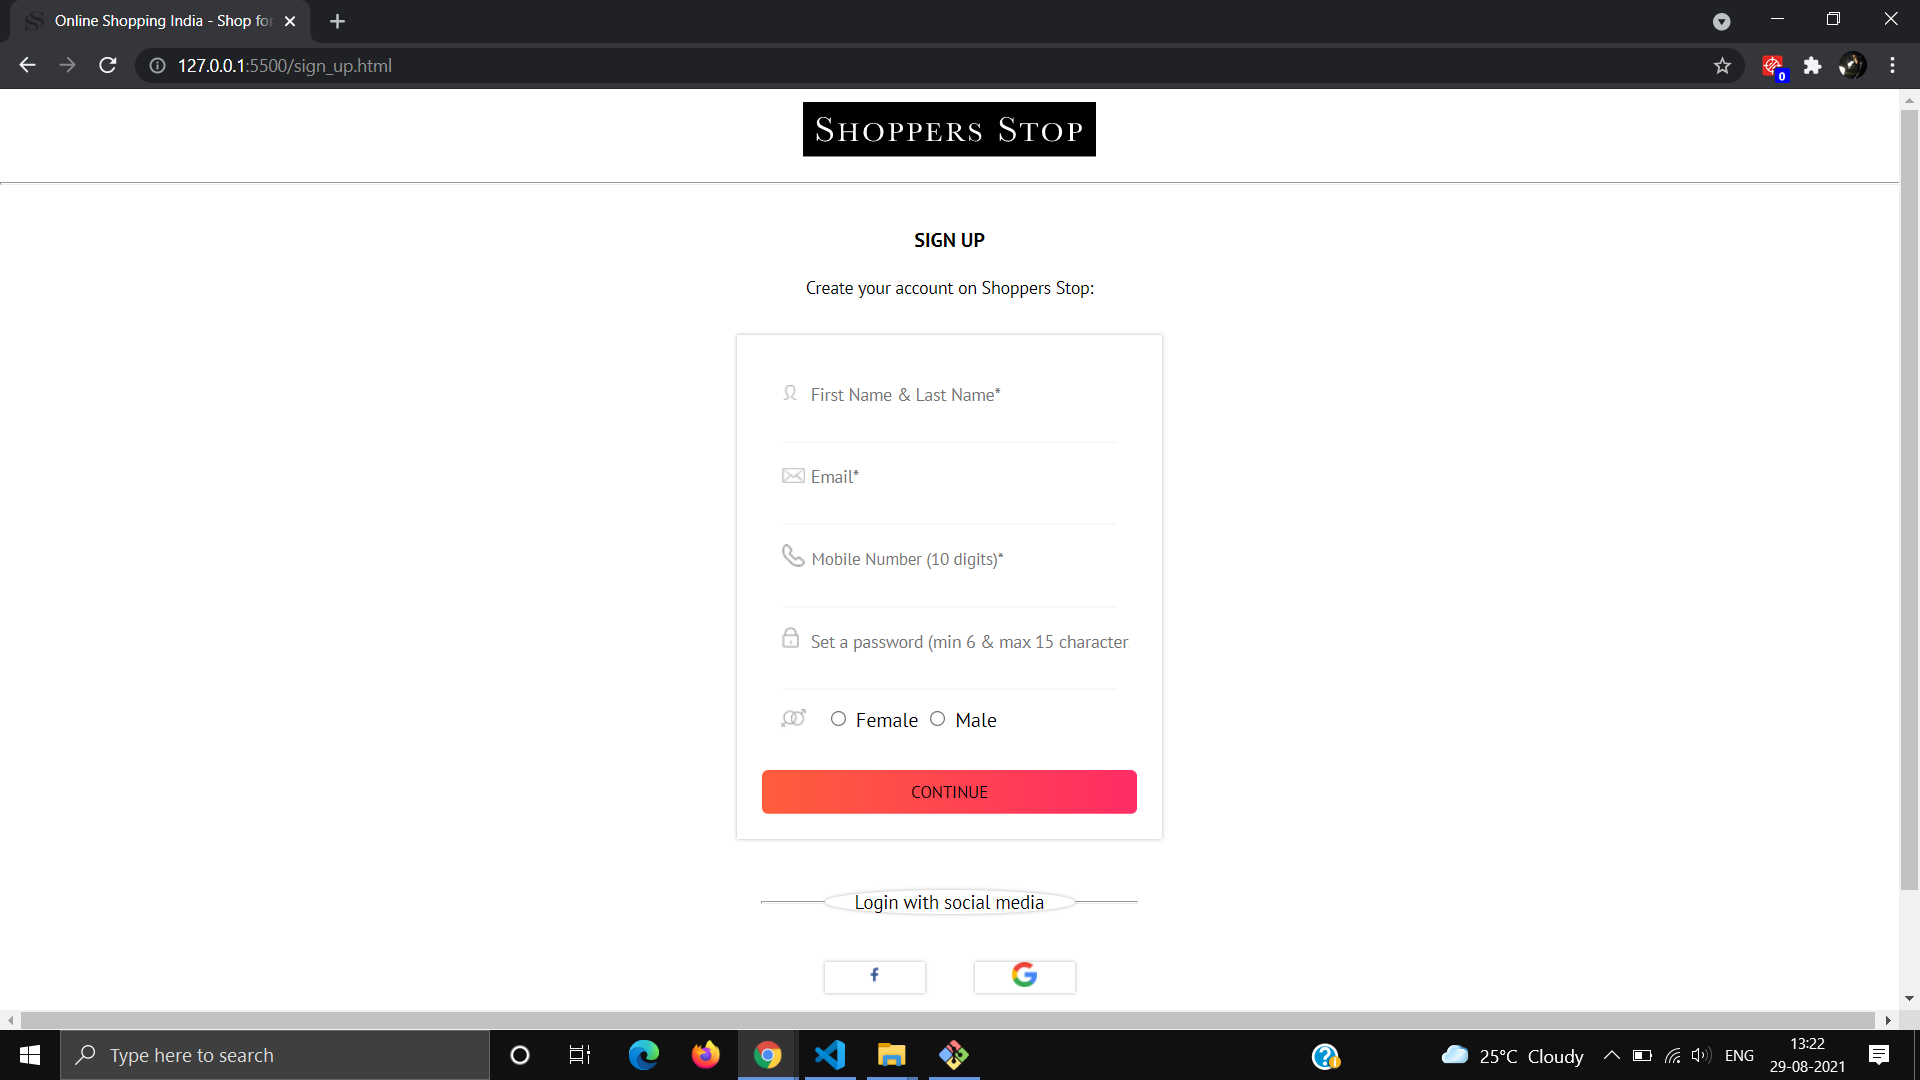 Online Shopping India - Shop for
127.0.0.1:5500/sign_up.html
0
SHOPPERS STOP
SIGN UP
Create your account on Shoppers Stop:
First Name & Last Name*
Email*
Mobile Number (10 digits)*
Set a password (min 6 & max 15 character
Female Male
CONTINUE
Login with social media
f G
Type here to search
25°C Cloudy
ENG
13:22
29-08-2021